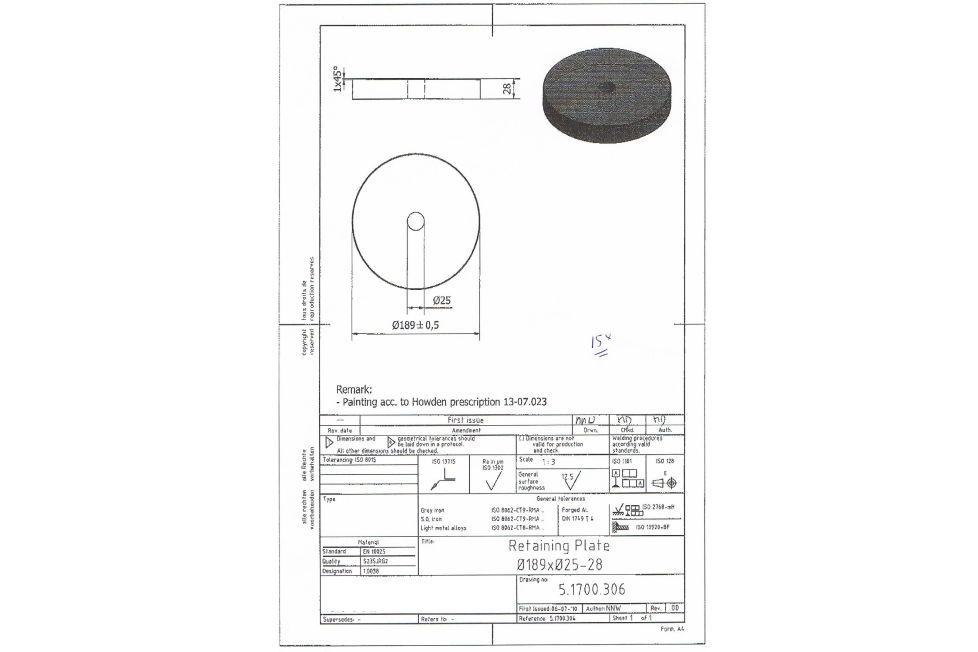 1x45°
28
Ø25
Ø189±0,5
15x
Remark:
- Painting acc. to Howden prescription 13-07.023
copyright tous droits de
reserved reproduction reserves
alle Rechte vorbehalten
alle rechten voorbehouden
-- First issue
Rev. date Amendment Drwn. Chkd. Auth.
Dimensions and geometrical tolerances should
be laid down in a protocol.
All other dimensions should be checked.
( ) Dimensions are not
valid for production
and check.
Welding procedures
according valid
standards.
Tolerancing: ISO 8015
ISO 13715
Ra in µm
ISO 1302
Scale 1:3
General
surface
roughness
12.5
ISO 1101
ISO 128
A
A
E
Type
General tolerances
Grey iron ISO 8062-CT9-RMA
S.G. iron ISO 8062-CT9-RMA
Light metal alloys ISO 8062-CT8-RMA
Forged AL
DIN 1749 T4
ISO 2768-mH
ISO 13920-BF
Material
Standard EN 10025
Quality S235JRG2
Designation 1.0038
Title:
Retaining Plate
Ø189xØ25-28
Drawing no:
5.1700.306
First issued:06-07-'10 Author:NNW Rev. 00
Supersedes: - Refers to: - Reference 5.1700.306 Sheet 1 of 1
Form. A4